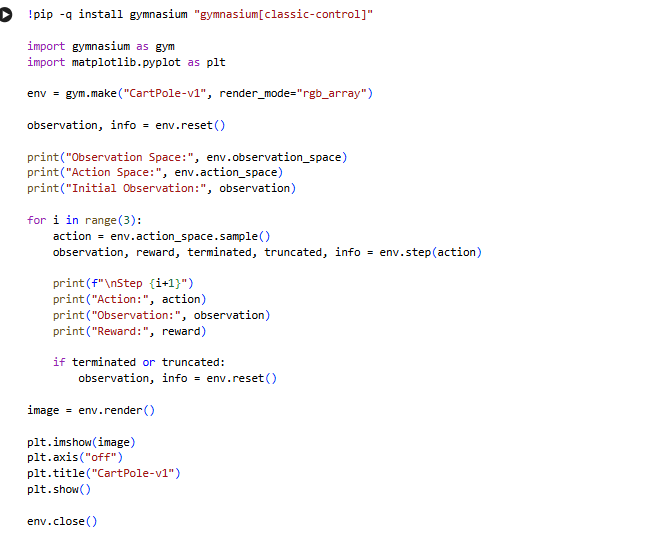 !pip -q install gymnasium "gymnasium[classic-control]"
import gymnasium as gym
import matplotlib.pyplot as plt
env = gym.make("CartPole-v1", render_mode="rgb_array")
observation, info = env.reset()
print("Observation Space:", env.observation_space)
print("Action Space:", env.action_space)
print("Initial Observation:", observation)
for i in range(3):
    action = env.action_space.sample()
    observation, reward, terminated, truncated, info = env.step(action)
    print(f"\nStep {i+1}")
    print("Action:", action)
    print("Observation:", observation)
    print("Reward:", reward)
    if terminated or truncated:
        observation, info = env.reset()
image = env.render()
plt.imshow(image)
plt.axis("off")
plt.title("CartPole-v1")
plt.show()
env.close()